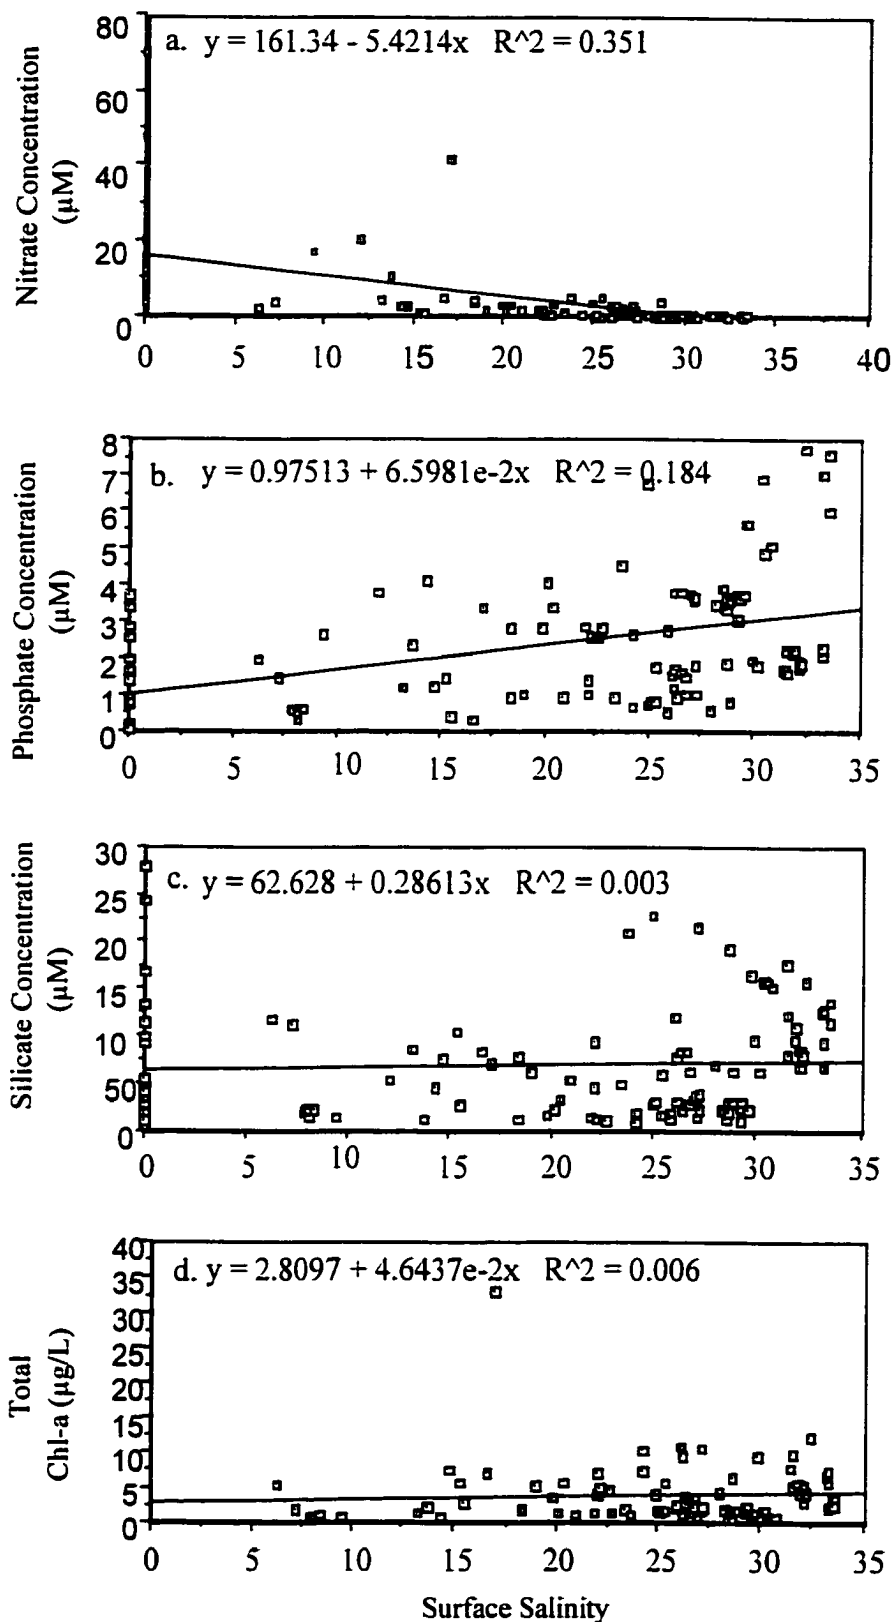 a. y = 161.34 - 5.4214x R^2 = 0.351
Nitrate Concentration
(µM)
80
60
40
20
0
0 5 10 15 20 25 30 35 40
b. y = 0.97513 + 6.5981e-2x R^2 = 0.184
Phosphate Concentration
(µM)
8
7
6
5
4
3
2
1
0
0 5 10 15 20 25 30 35
c. y = 62.628 + 0.28613x R^2 = 0.003
Silicate Concentration
(µM)
30
25
20
15
10
50
0
0 5 10 15 20 25 30 35
d. y = 2.8097 + 4.6437e-2x R^2 = 0.006
Total
Chl-a (µg/L)
40
35
30
25
20
15
10
5
0
0 5 10 15 20 25 30 35
Surface Salinity